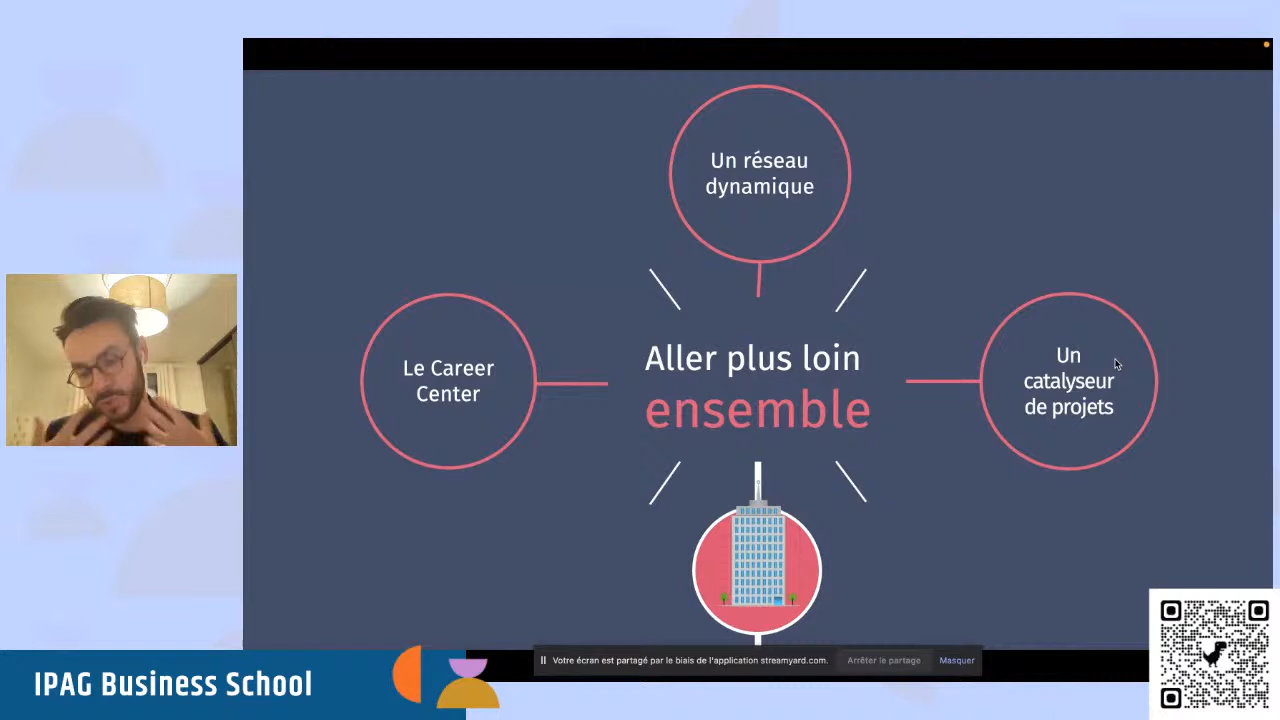 Un réseau
dynamique
Le Career
Center
Aller plus loin
ensemble
Un
catalyseur
de projets
Votre écran est partagé par le biais de l'application streamyard.com.
Arrêter le partage
Masquer
IPAG Business School